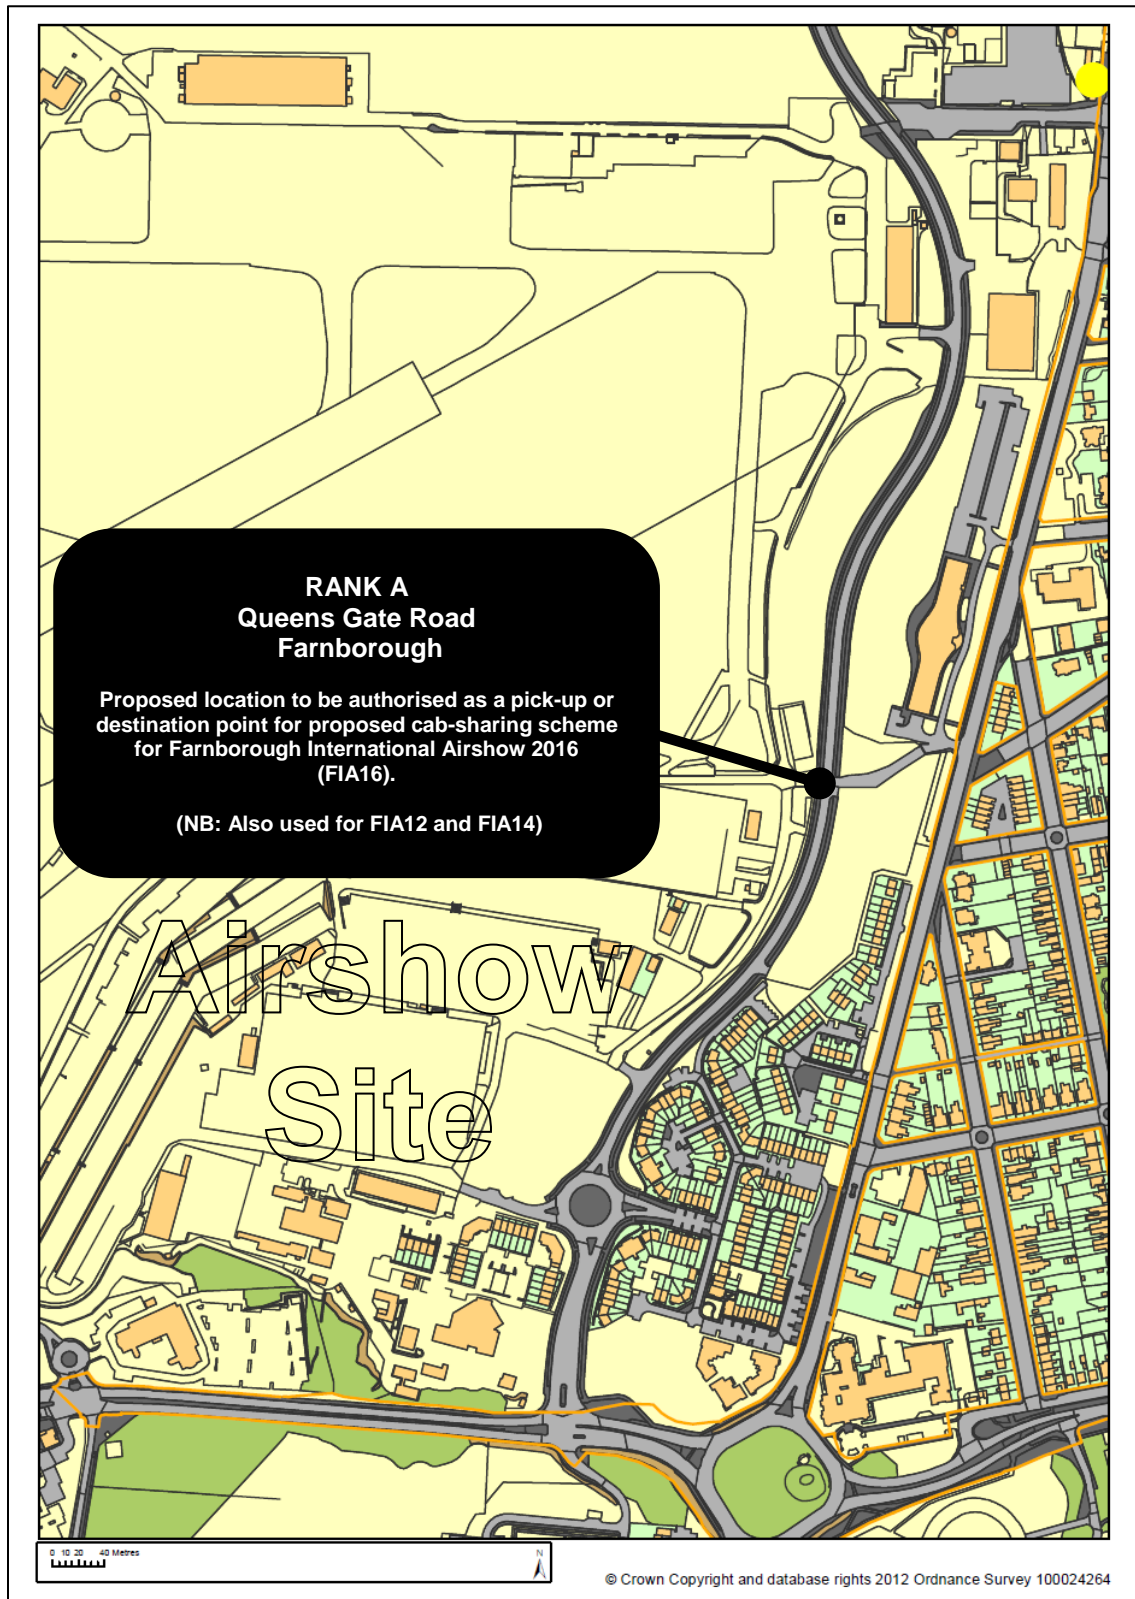 RANK A
Queens Gate Road
Farnborough
Proposed location to be authorised as a pick-up or
destination point for proposed cab-sharing scheme
for Farnborough International Airshow 2016
(FIA16).
(NB: Also used for FIA12 and FIA14)
Airshow
Site
0 10 20 40 Metres
N
© Crown Copyright and database rights 2012 Ordnance Survey 100024264